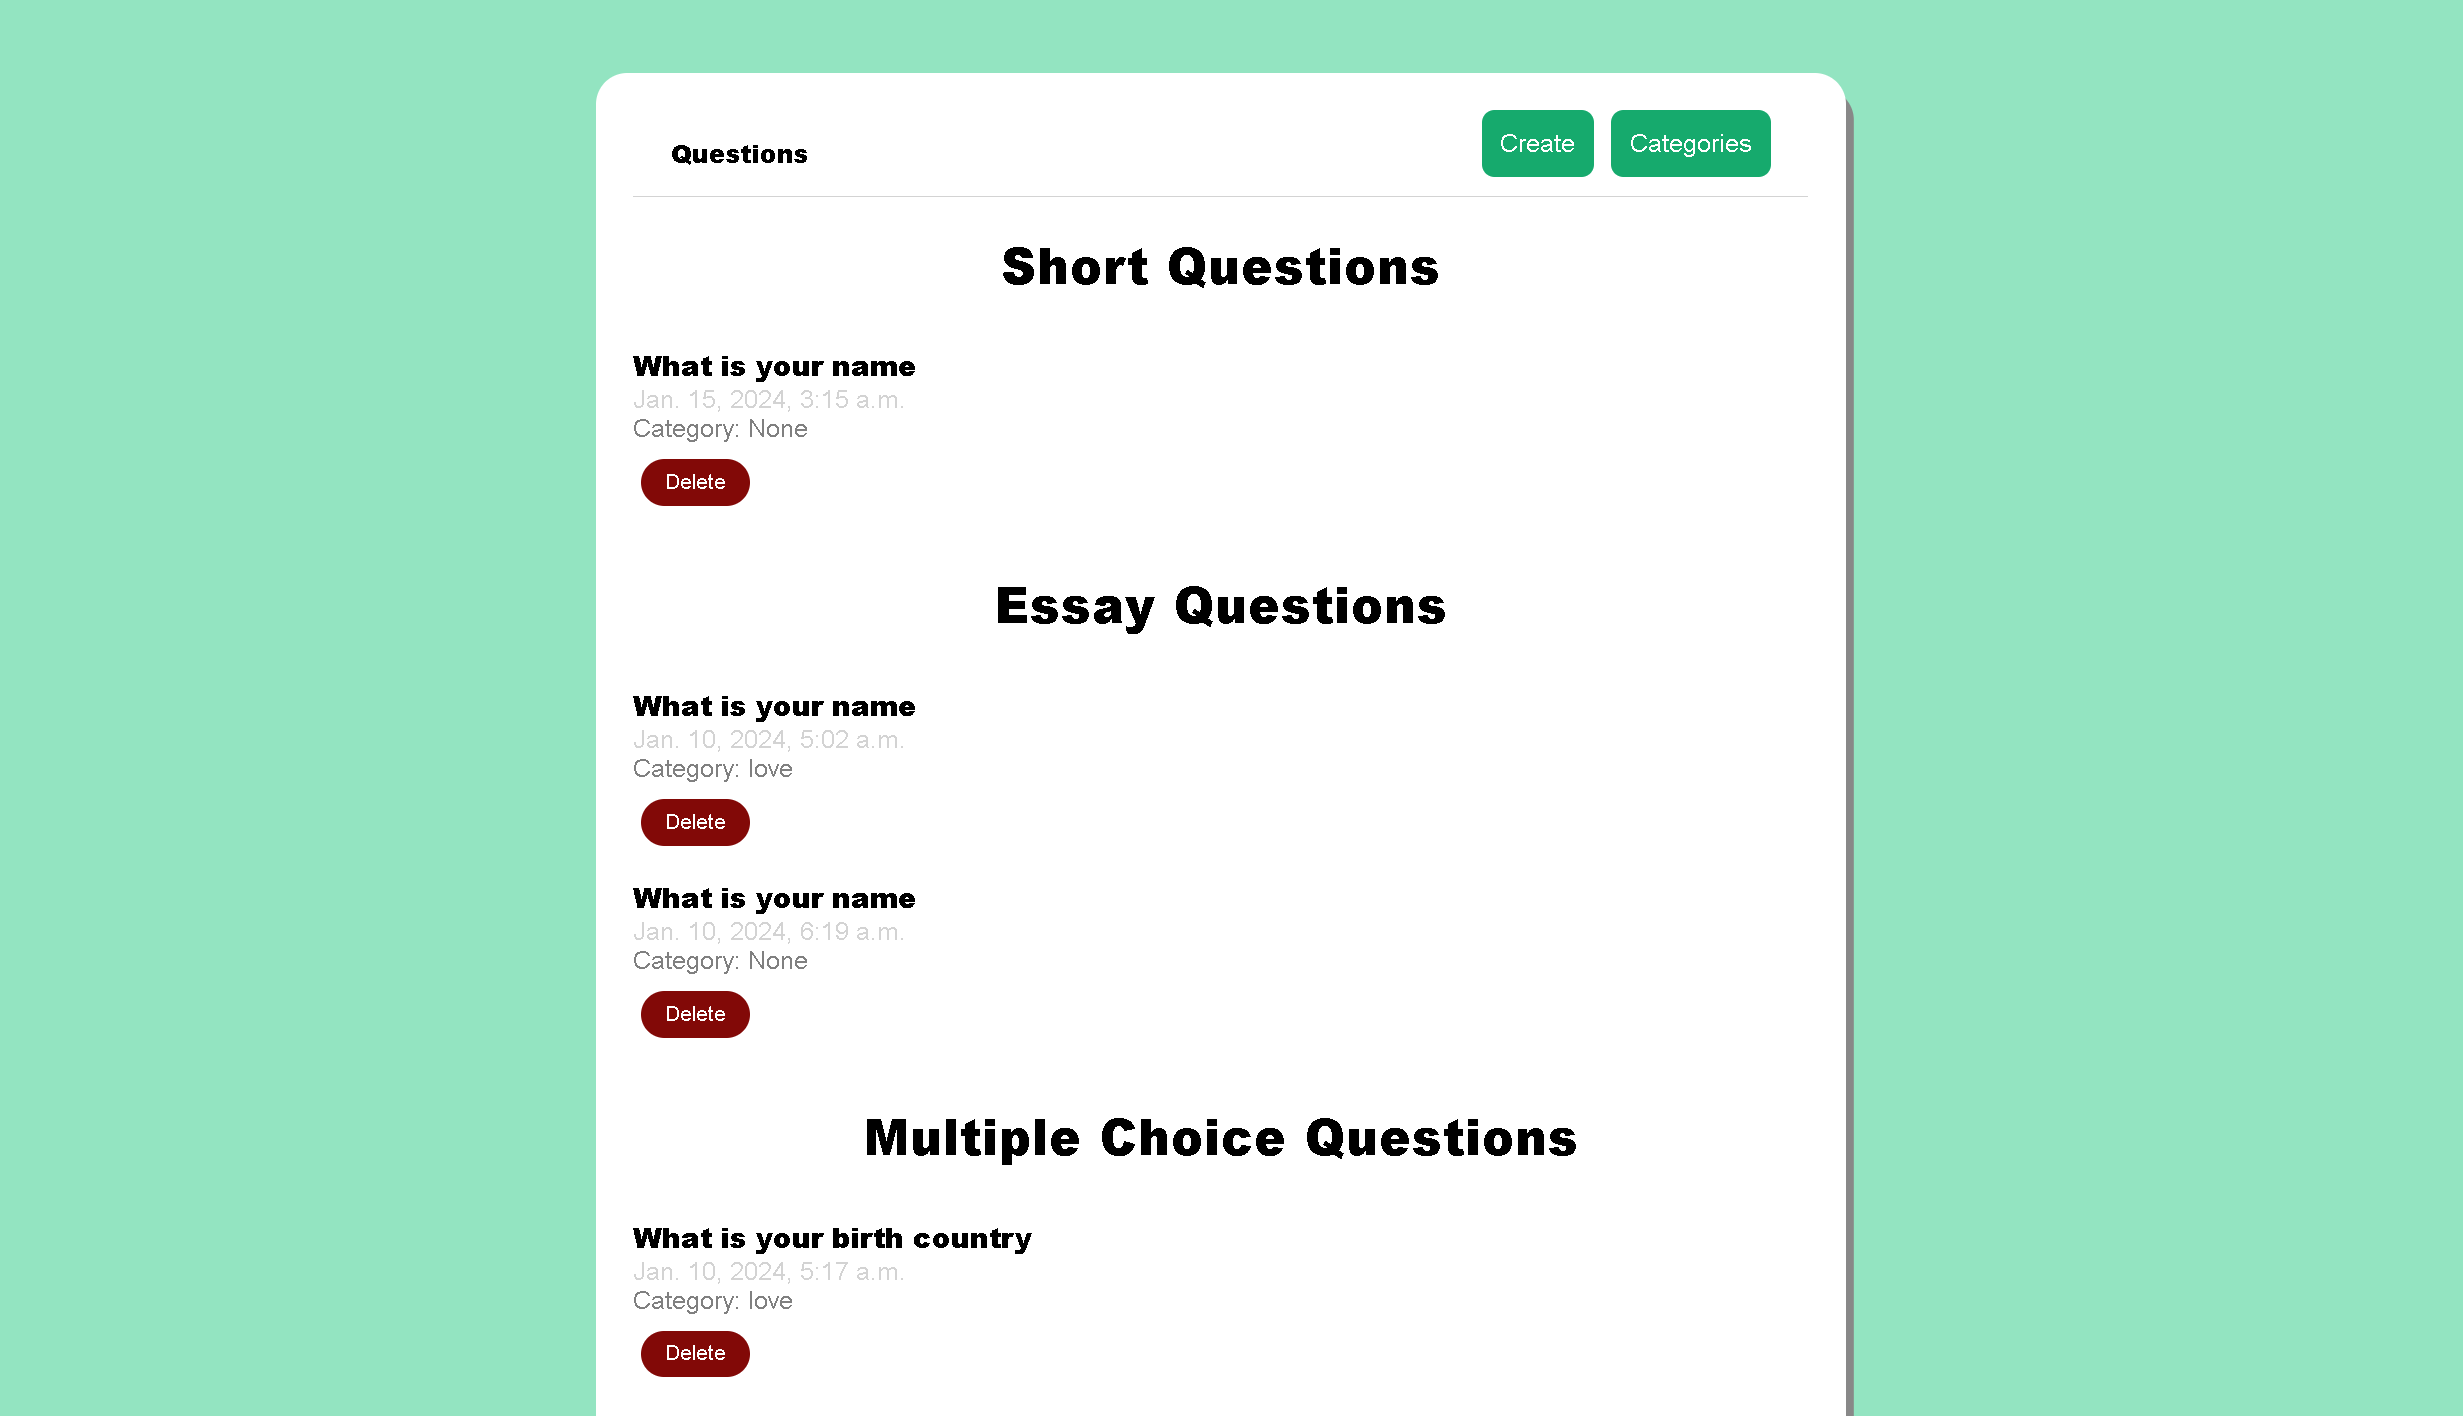 Questions
Create
Categories
Short Questions
What is your name
Jan. 15, 2024, 3:15 a.m.
Category: None
Delete
Essay Questions
What is your name
Jan. 10, 2024, 5:02 a.m.
Category: love
Delete
What is your name
Jan. 10, 2024, 6:19 a.m.
Category: None
Delete
Multiple Choice Questions
What is your birth country
Jan. 10, 2024, 5:17 a.m.
Category: love
Delete